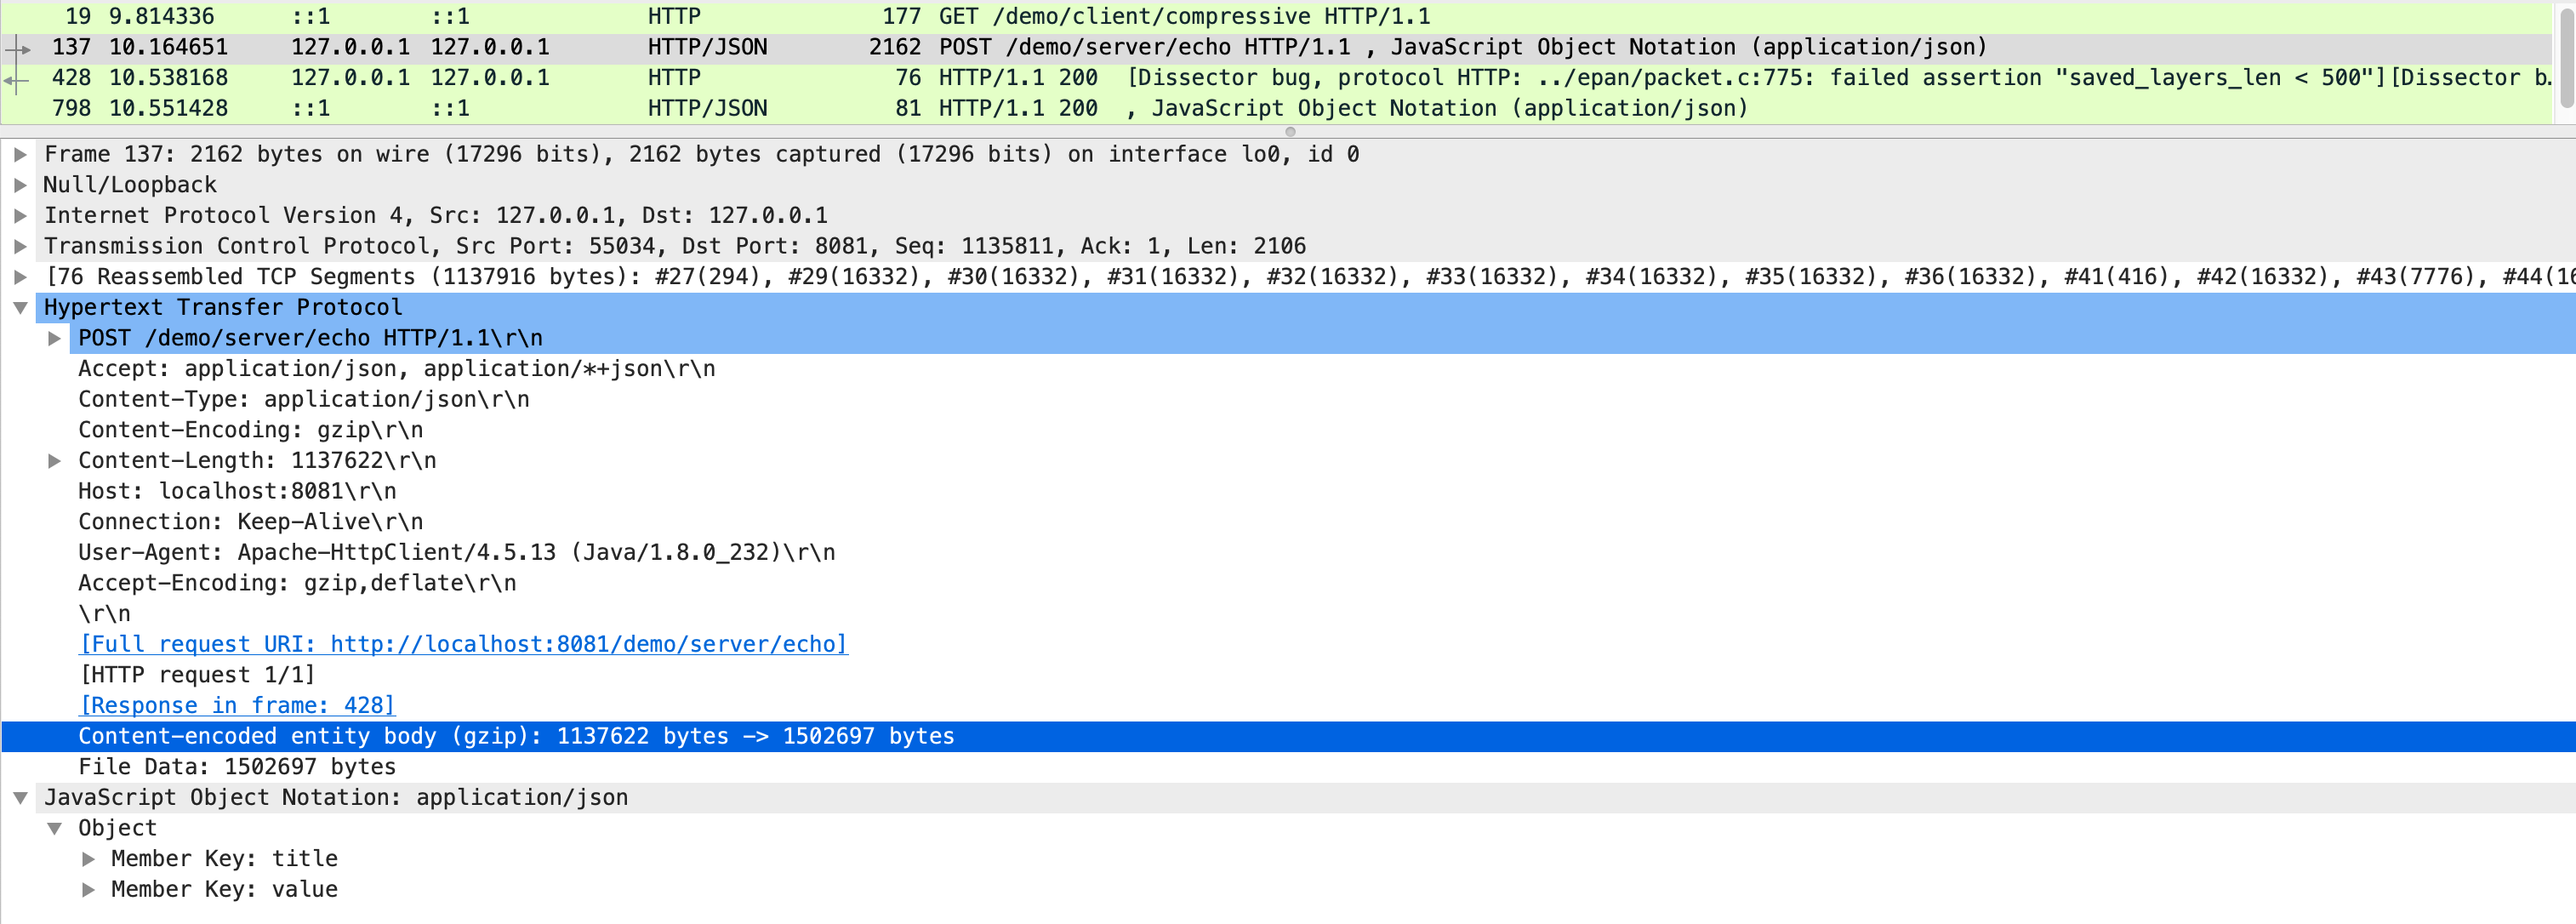 19 9.814336 ::1 ::1 HTTP 177 GET /demo/client/compressive HTTP/1.1
137 10.164651 127.0.0.1 127.0.0.1 HTTP/JSON 2162 POST /demo/server/echo HTTP/1.1 , JavaScript Object Notation (application/json)
428 10.538168 127.0.0.1 127.0.0.1 HTTP 76 HTTP/1.1 200 [Dissector bug, protocol HTTP: ../epan/packet.c:775: failed assertion "saved_layers_len < 500"][Dissector b…
798 10.551428 ::1 ::1 HTTP/JSON 81 HTTP/1.1 200 , JavaScript Object Notation (application/json)
Frame 137: 2162 bytes on wire (17296 bits), 2162 bytes captured (17296 bits) on interface lo0, id 0
Null/Loopback
Internet Protocol Version 4, Src: 127.0.0.1, Dst: 127.0.0.1
Transmission Control Protocol, Src Port: 55034, Dst Port: 8081, Seq: 1135811, Ack: 1, Len: 2106
[76 Reassembled TCP Segments (1137916 bytes): #27(294), #29(16332), #30(16332), #31(16332), #32(16332), #33(16332), #34(16332), #35(16332), #36(16332), #41(416), #42(16332), #43(7776), #44(16
Hypertext Transfer Protocol
POST /demo/server/echo HTTP/1.1\r\n
Accept: application/json, application/*+json\r\n
Content-Type: application/json\r\n
Content-Encoding: gzip\r\n
Content-Length: 1137622\r\n
Host: localhost:8081\r\n
Connection: Keep-Alive\r\n
User-Agent: Apache-HttpClient/4.5.13 (Java/1.8.0_232)\r\n
Accept-Encoding: gzip,deflate\r\n
\r\n
[Full request URI: http://localhost:8081/demo/server/echo]
[HTTP request 1/1]
[Response in frame: 428]
Content-encoded entity body (gzip): 1137622 bytes -> 1502697 bytes
File Data: 1502697 bytes
JavaScript Object Notation: application/json
Object
Member Key: title
Member Key: value